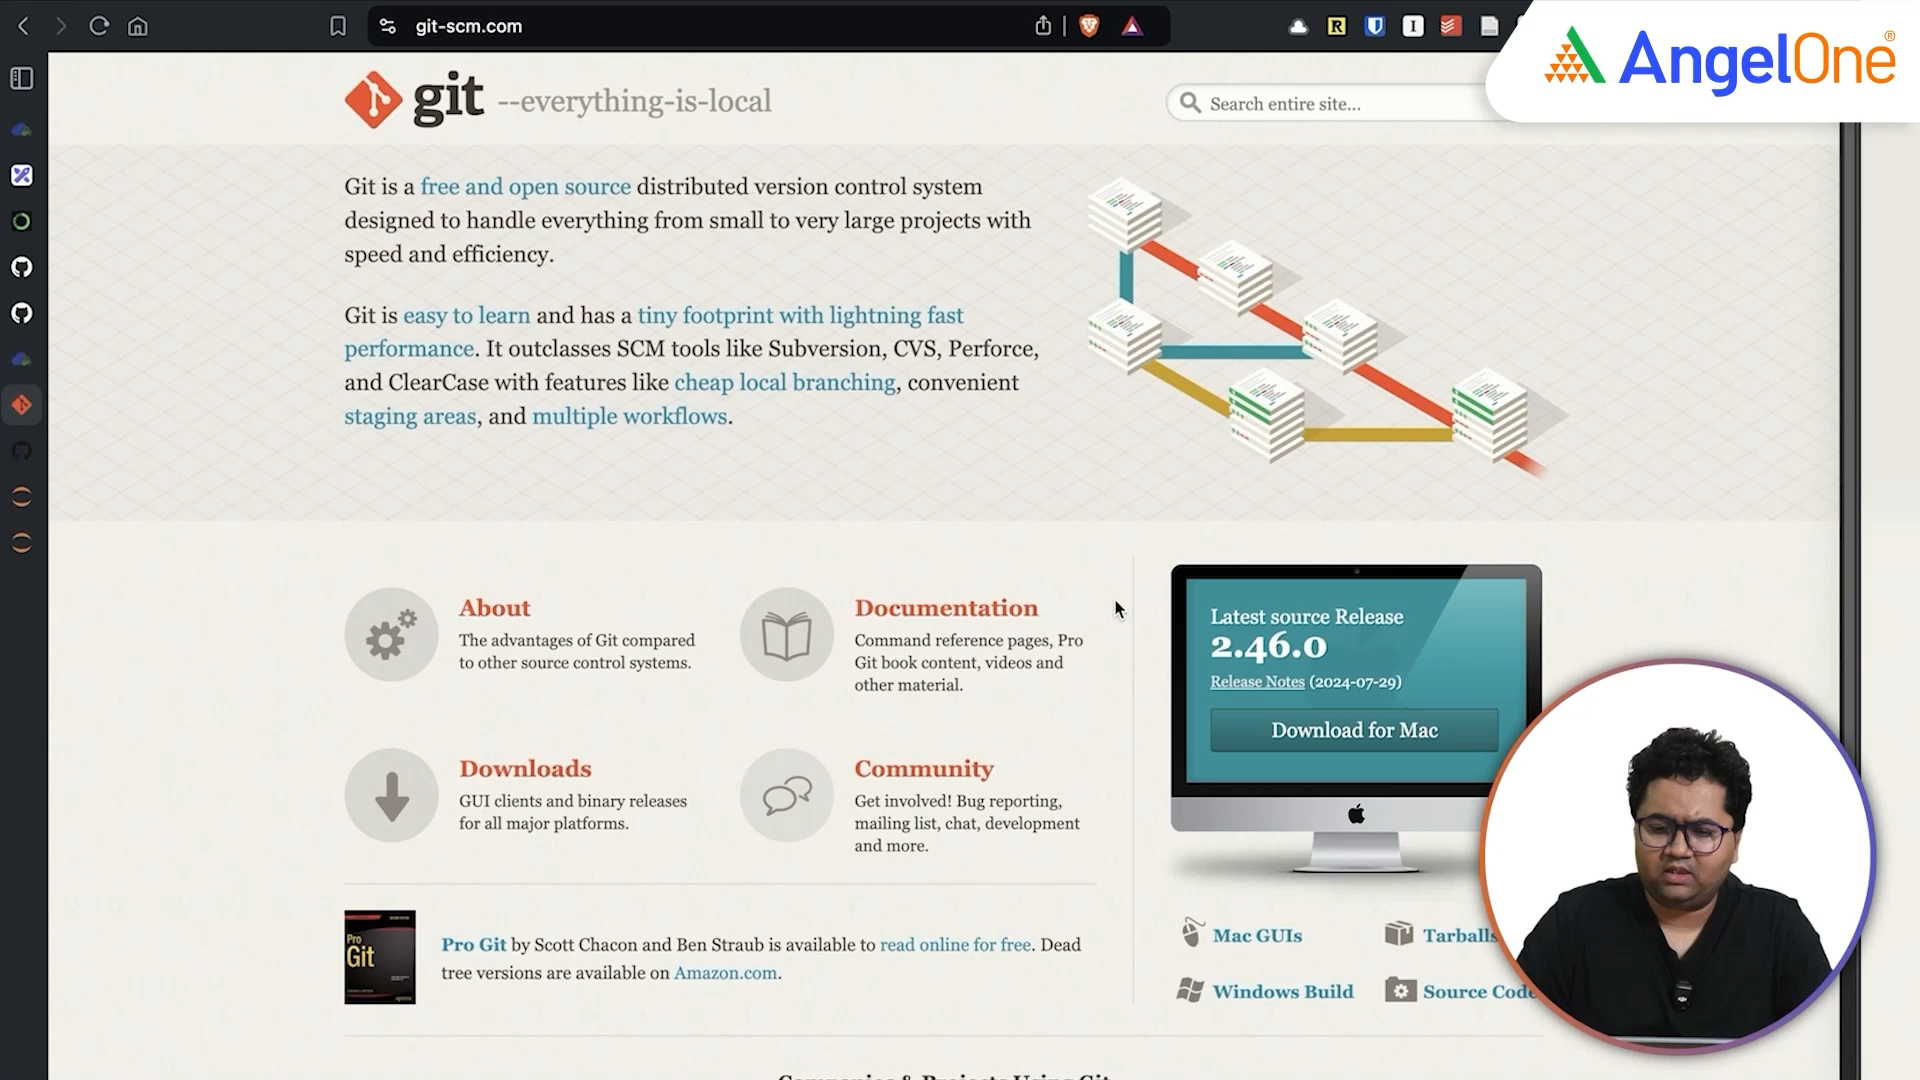 git-scm.com
AngelOne®
git --everything-is-local
Search entire site...
Git is a free and open source distributed version control system
designed to handle everything from small to very large projects with
speed and efficiency.
Git is easy to learn and has a tiny footprint with lightning fast
performance. It outclasses SCM tools like Subversion, CVS, Perforce,
and ClearCase with features like cheap local branching, convenient
staging areas, and multiple workflows.
About
The advantages of Git compared
to other source control systems.
Documentation
Command reference pages, Pro
Git book content, videos and
other material.
Downloads
GUI clients and binary releases
for all major platforms.
Community
Get involved! Bug reporting,
mailing list, chat, development
and more.
Latest source Release
2.46.0
Release Notes (2024-07-29)
Download for Mac
Mac GUIs
Tarballs
Windows Build
Source Code
Pro
Git
Pro Git by Scott Chacon and Ben Straub is available to read online for free. Dead
tree versions are available on Amazon.com.
Companies & Projects Using Git